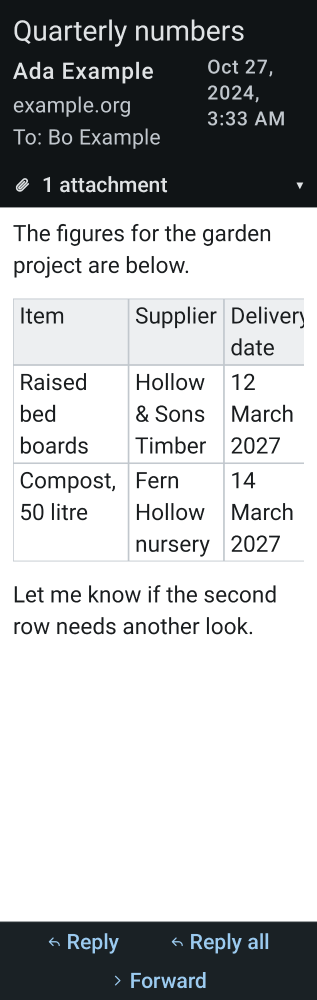 Quarterly numbers
Ada Example
example.org
To: Bo Example
Oct 27,
2024,
3:33 AM
1 attachment
The figures for the garden
project are below.
Item Supplier Delivery
date
Raised Hollow 12
bed & Sons March
boards Timber 2027
Compost, Fern 14
50 litre Hollow March
nursery 2027
Let me know if the second
row needs another look.
Reply Reply all
Forward